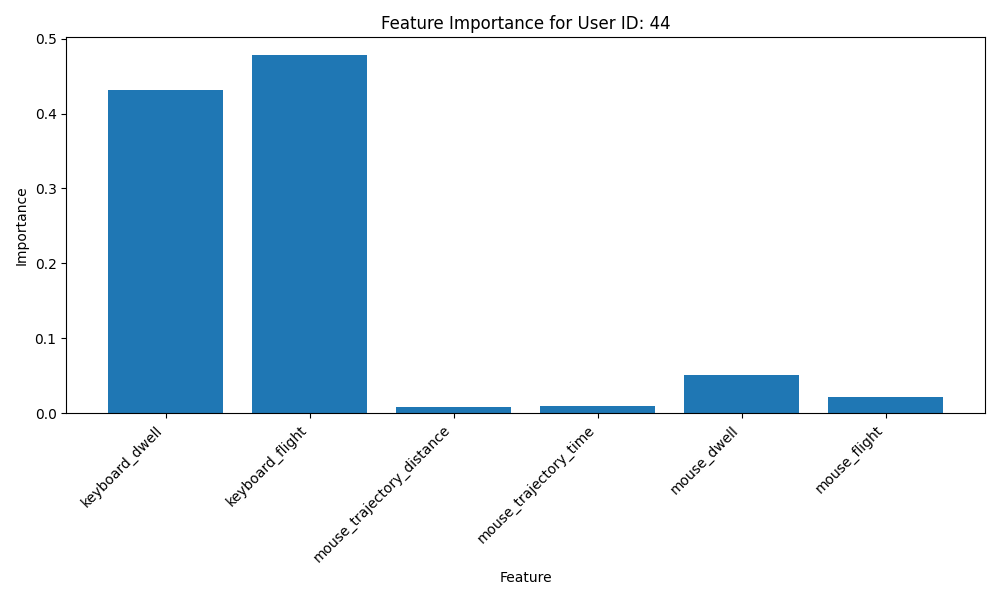 Feature Importance for User ID: 44
Importance
0.5
0.4
0.3
0.2
0.1
0.0
keyboard_dwell
keyboard_flight
mouse_trajectory_distance
mouse_trajectory_time
mouse_dwell
mouse_flight
Feature